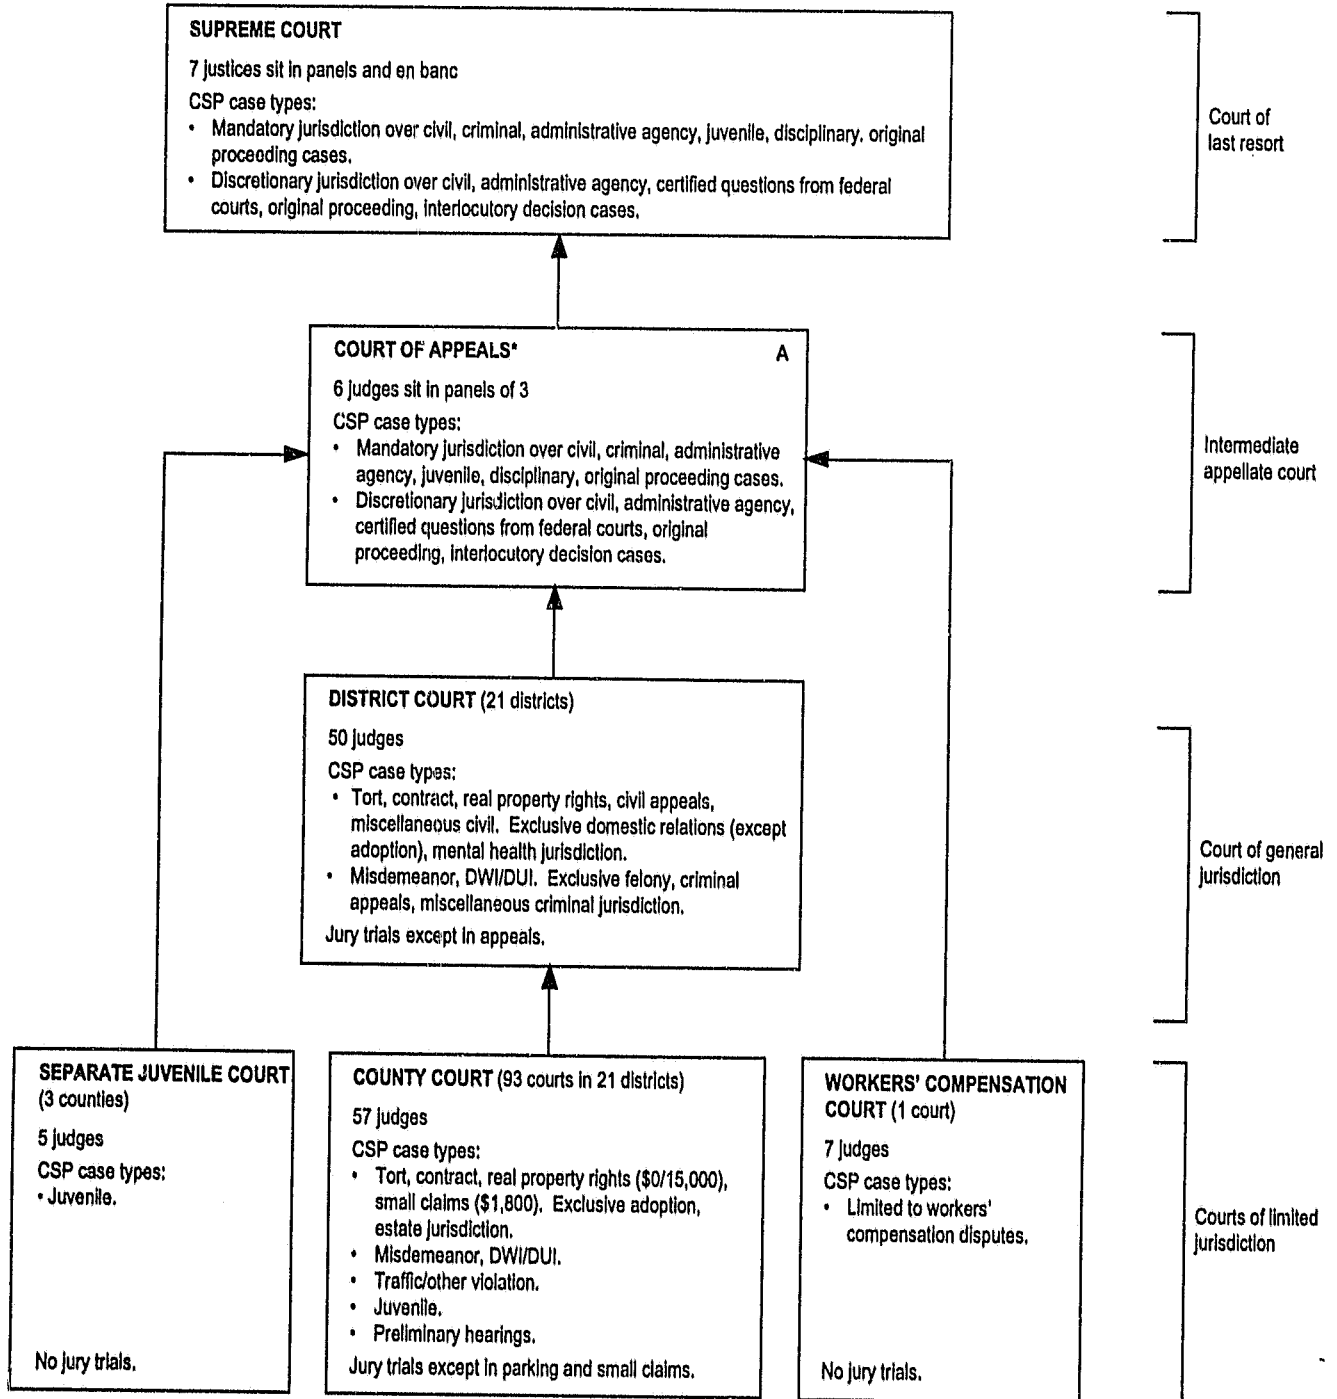 SUPREME COURT
7 justices sit in panels and en banc
CSP case types:
• Mandatory jurisdiction over civil, criminal, administrative agency, juvenile, disciplinary. original
proceeding cases.
• Discretionary jurisdiction over civil, administrative agency, certified questions from federal
courts, original proceeding, interlocutory decision cases.
Court of
last resort
COURT OF APPEALS*
A
6 judges sit in panels of 3
CSP case types:
• Mandatory jurisdiction over civil, criminal, administrative
agency, juvenile, disciplinary, original proceeding cases.
• Discretionary jurisdiction over civil, administrative agency,
certified questions from federal courts, original
proceeding, interlocutory decision cases.
Intermediate
appellate court
DISTRICT COURT (21 districts)
50 judges
CSP case types:
• Tort, contract, real property rights, civil appeals,
miscellaneous civil. Exclusive domestic relations (except
adoption), mental health jurisdiction.
• Misdemeanor, DWI/DUI. Exclusive felony, criminal
appeals, miscellaneous criminal jurisdiction.
Jury trials except in appeals.
Court of general
jurisdiction
SEPARATE JUVENILE COURT
(3 counties)
5 judges
CSP case types:
• Juvenile.
No jury trials.
COUNTY COURT (93 courts in 21 districts)
57 judges
CSP case types:
• Tort, contract, real property rights ($0/15,000),
small claims ($1,800). Exclusive adoption,
estate jurisdiction.
• Misdemeanor, DWI/DUI.
• Traffic/other violation.
• Juvenile.
• Preliminary hearings.
Jury trials except in parking and small claims.
WORKERS' COMPENSATION
COURT (1 court)
7 judges
CSP case types:
• Limited to workers'
compensation disputes.
No jury trials.
Courts of limited
jurisdiction